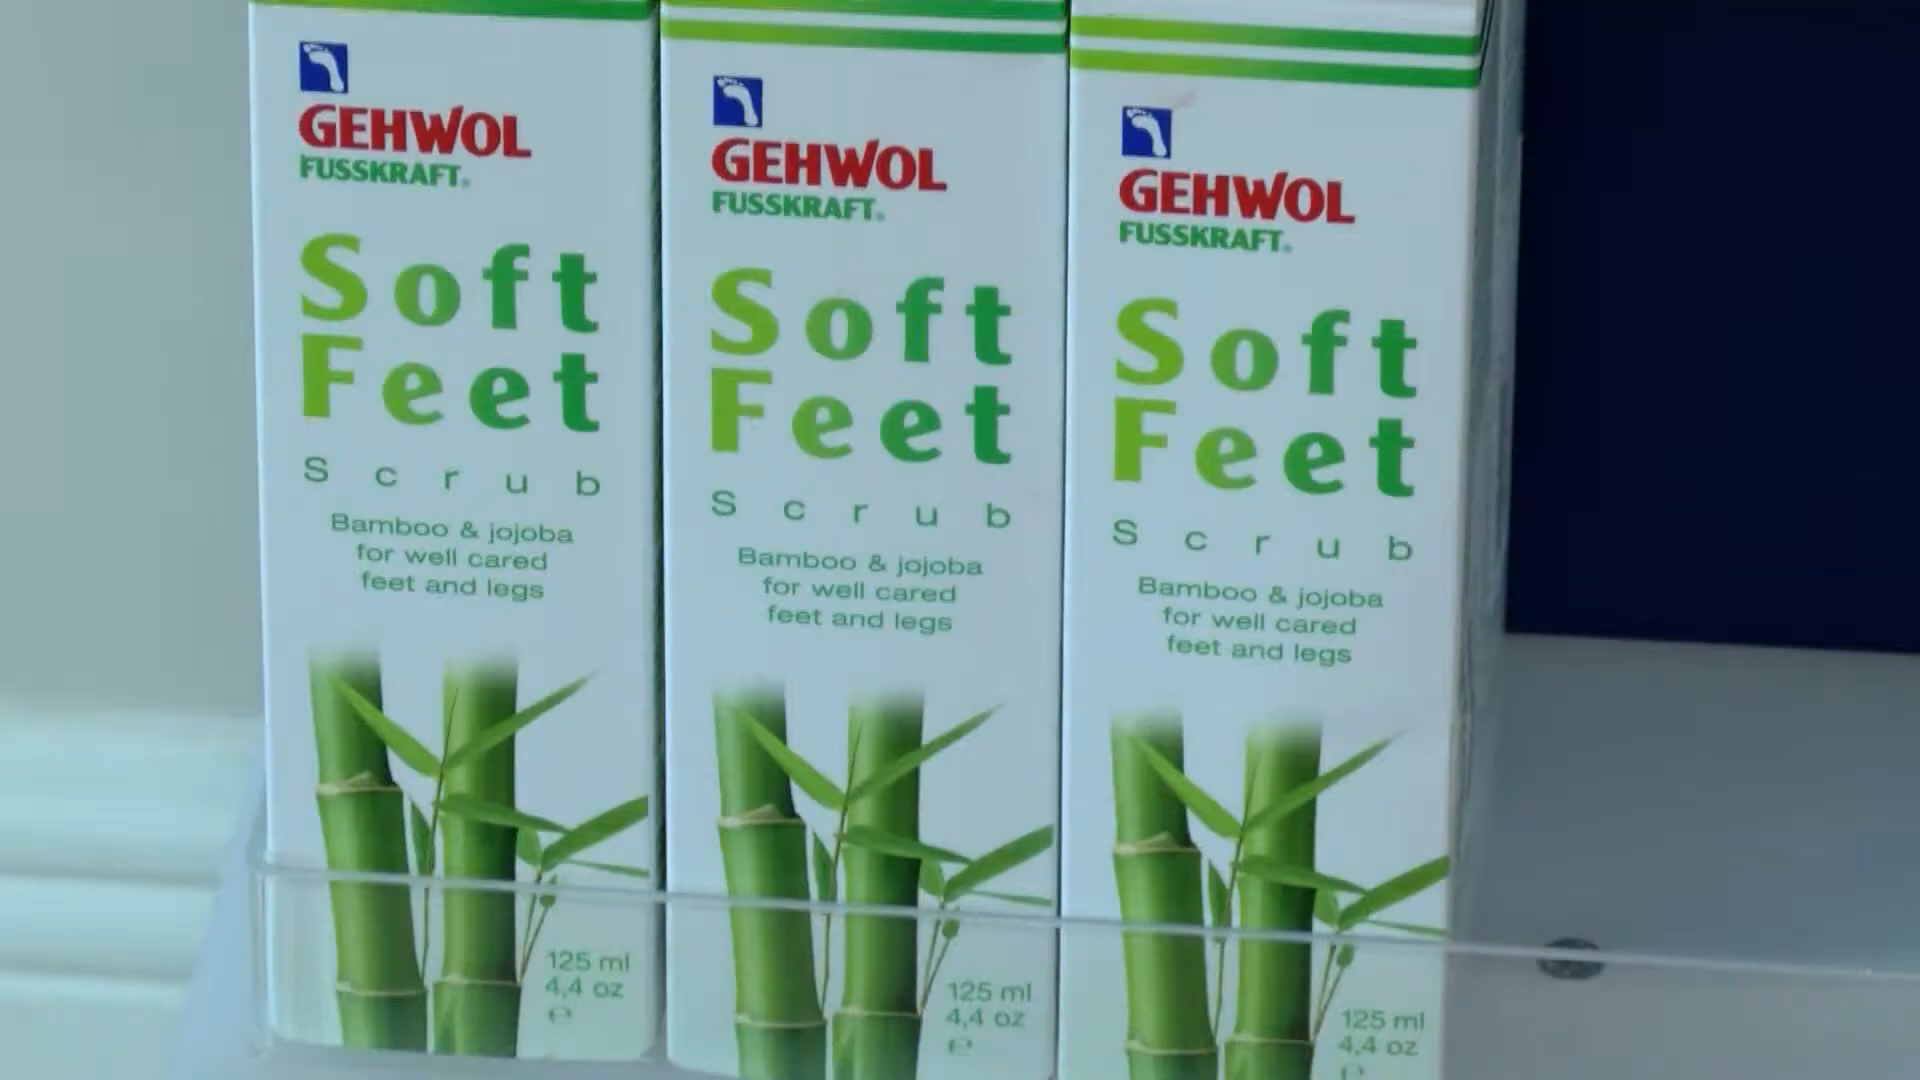 GEHWOL
FUSSKRAFT®
Soft
Feet
Scrub
Bamboo & jojoba
for well cared
feet and legs
125 ml
4,4 oz
℮
GEHWOL
FUSSKRAFT®
Soft
Feet
Scrub
Bamboo & jojoba
for well cared
feet and legs
125 ml
4,4 oz
℮
GEHWOL
FUSSKRAFT®
Soft
Feet
Scrub
Bamboo & jojoba
for well cared
feet and legs
125 ml
4,4 oz
℮